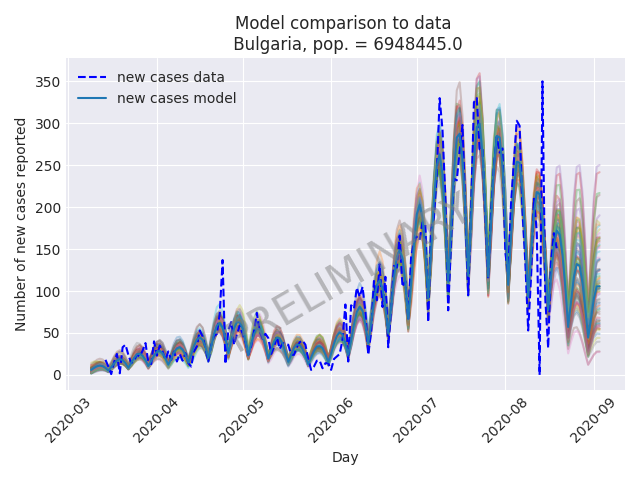 Model comparison to data
Bulgaria, pop. = 6948445.0
new cases data
new cases model
Number of new cases reported
350
300
250
200
150
100
50
0
PRELIMINARY
2020-03
2020-04
2020-05
2020-06
2020-07
2020-08
2020-09
Day